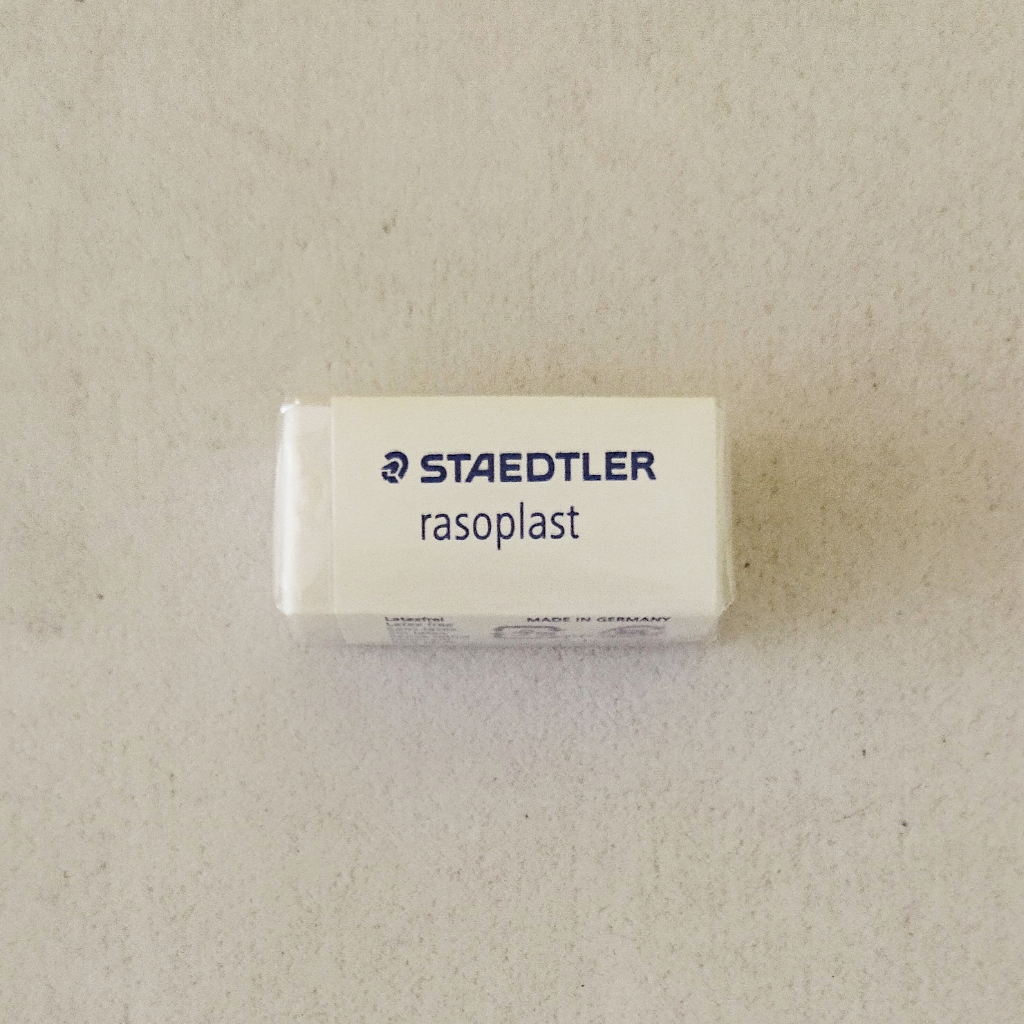 STAEDTLER
rasoplast
Latexfrei
Latex-free
MADE IN GERMANY